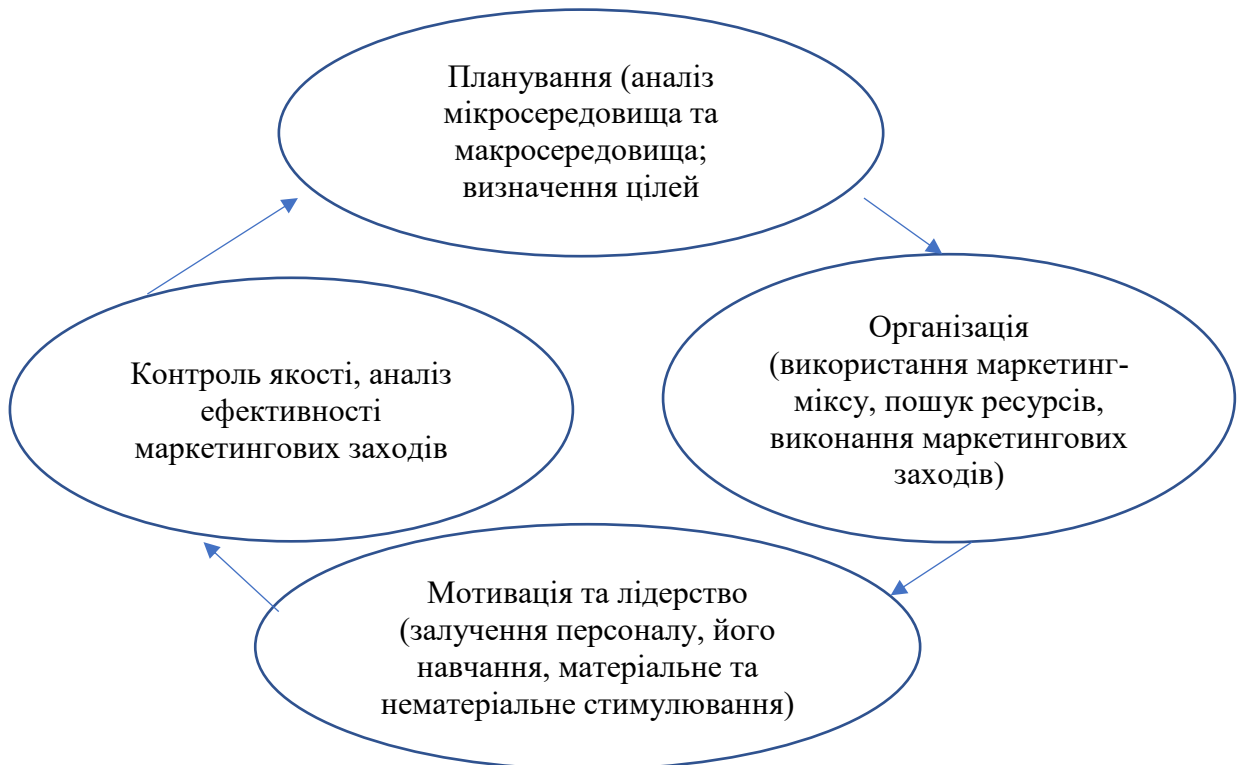 Планування (аналіз
мікросередовища та
макросередовища;
визначення цілей
Організація
(використання маркетинг-
міксу, пошук ресурсів,
виконання маркетингових
заходів)
Контроль якості, аналіз
ефективності
маркетингових заходів
Мотивація та лідерство
(залучення персоналу, його
навчання, матеріальне та
нематеріальне стимулювання)